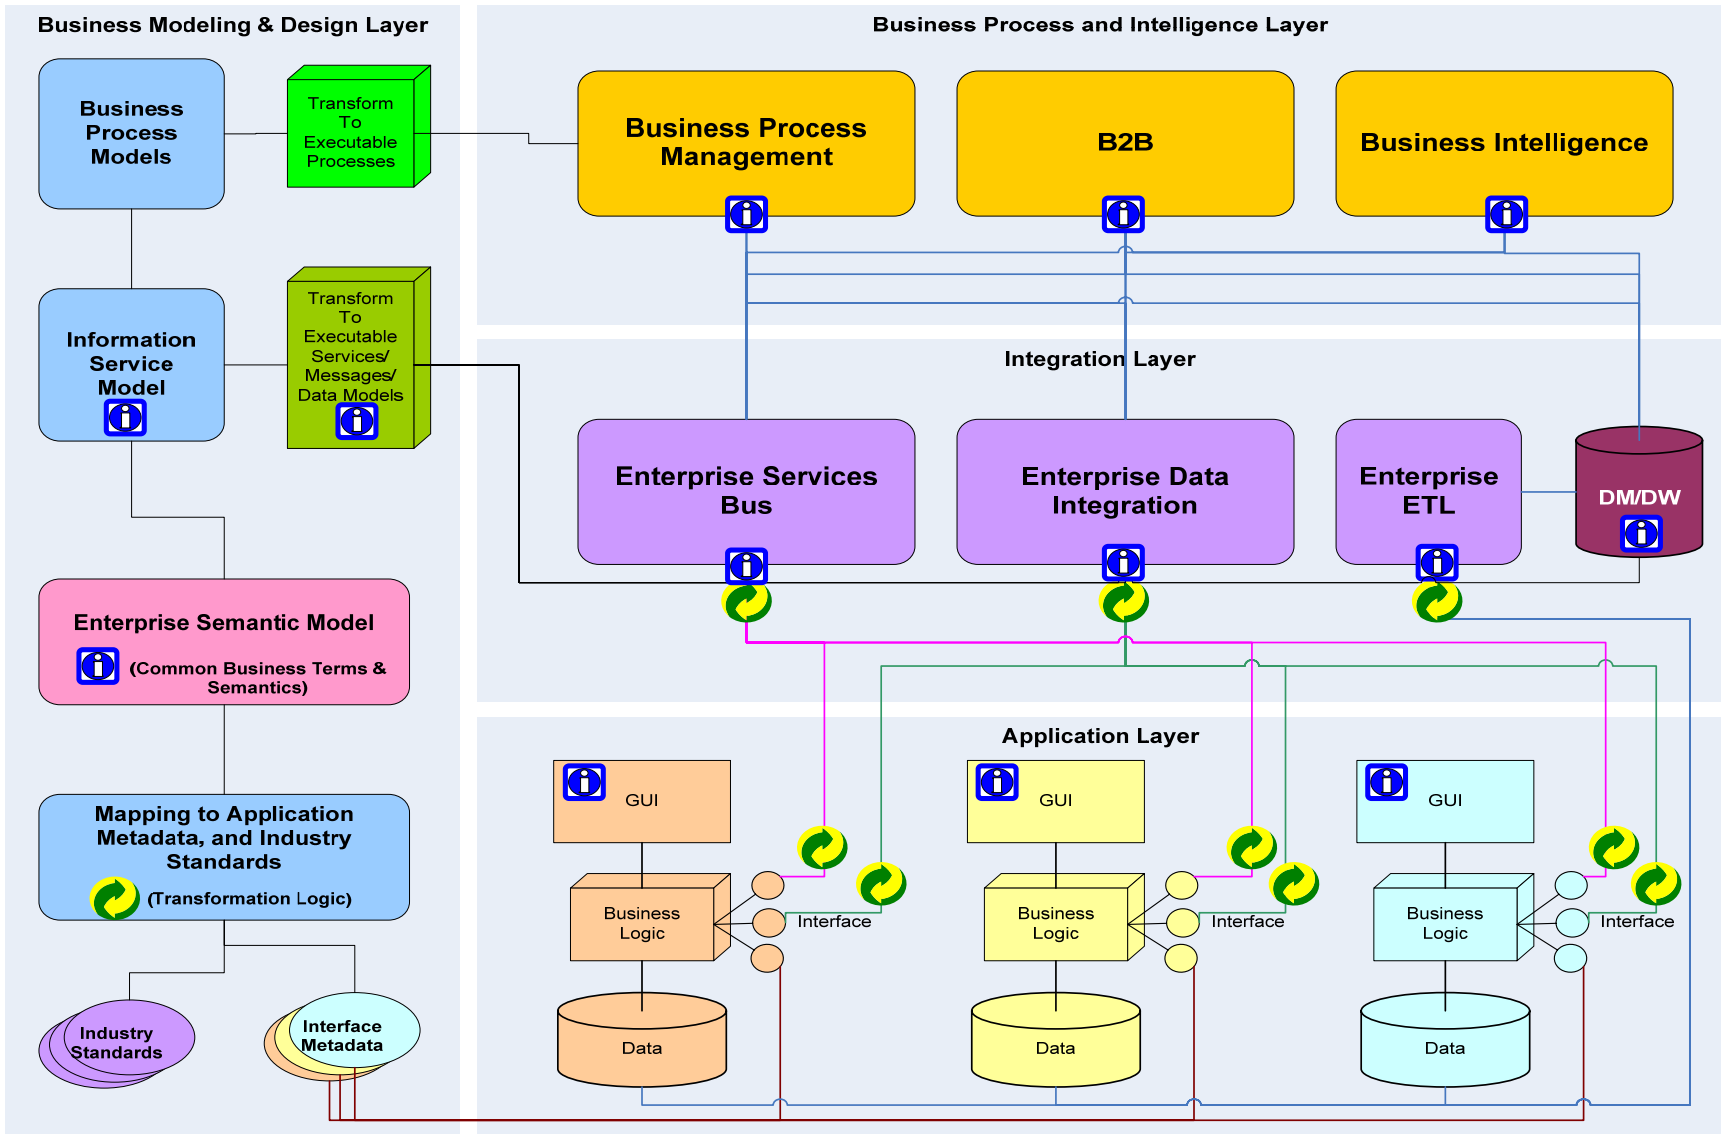 Business Modeling & Design Layer
Business
Process
Models
Transform
To
Executable
Processes
Information
Service
Model
Transform
To
Executable
Services/
Messages/
Data Models
Enterprise Semantic Model
(Common Business Terms &
Semantics)
Mapping to Application
Metadata, and Industry
Standards
(Transformation Logic)
Industry
Standards
Interface
Metadata
Business Process and Intelligence Layer
Business Process
Management
B2B
Business Intelligence
Integration Layer
Enterprise Services
Bus
Enterprise Data
Integration
Enterprise
ETL
DM/DW
Application Layer
GUI
Business
Logic
Interface
Data
GUI
Business
Logic
Interface
Data
GUI
Business
Logic
Interface
Data